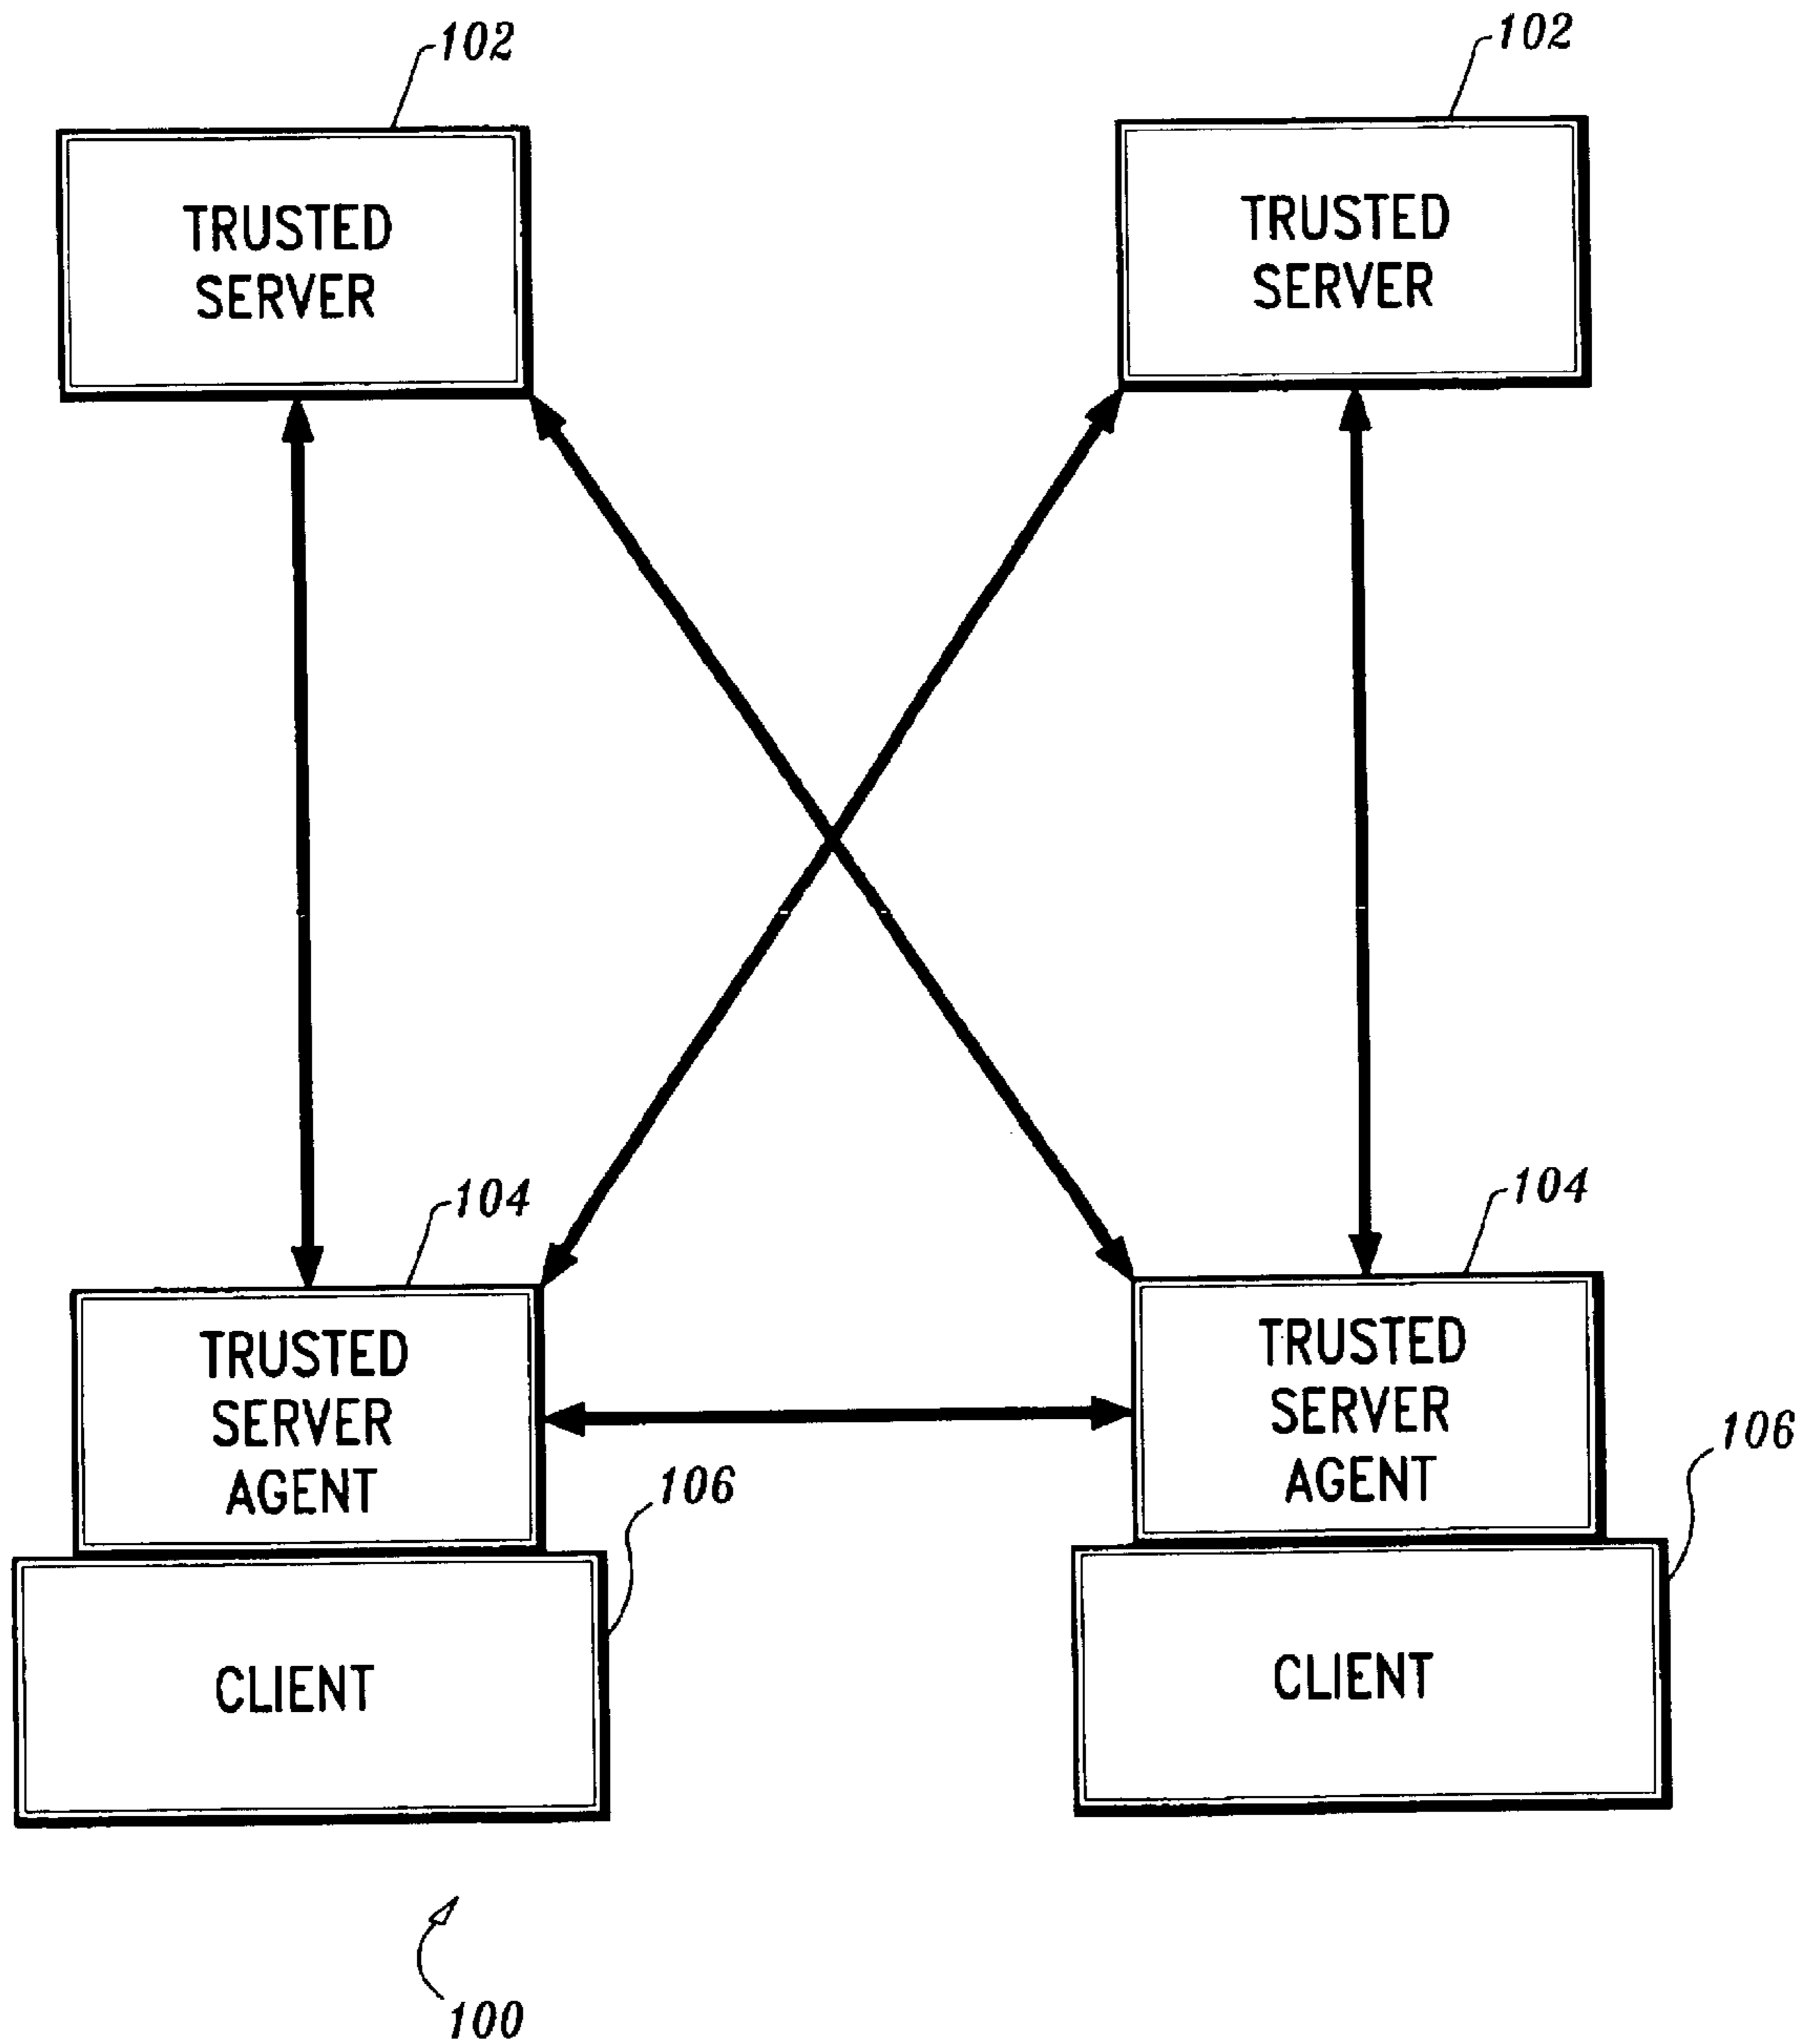 102
102
TRUSTED
SERVER
TRUSTED
SERVER
104
104
TRUSTED
SERVER
AGENT
TRUSTED
SERVER
AGENT
106
106
CLIENT
CLIENT
100